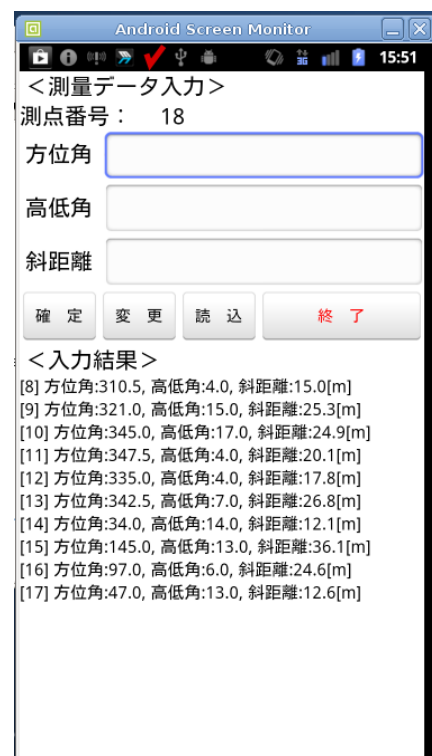 Android Screen Monitor
3G 15:51
＜測量データ入力＞
測点番号： 18
方位角
高低角
斜距離
確 定 変 更 読 込 終 了
＜入力結果＞
[8] 方位角:310.5, 高低角:4.0, 斜距離:15.0[m]
[9] 方位角:321.0, 高低角:15.0, 斜距離:25.3[m]
[10] 方位角:345.0, 高低角:17.0, 斜距離:24.9[m]
[11] 方位角:347.5, 高低角:4.0, 斜距離:20.1[m]
[12] 方位角:335.0, 高低角:4.0, 斜距離:17.8[m]
[13] 方位角:342.5, 高低角:7.0, 斜距離:26.8[m]
[14] 方位角:34.0, 高低角:14.0, 斜距離:12.1[m]
[15] 方位角:145.0, 高低角:13.0, 斜距離:36.1[m]
[16] 方位角:97.0, 高低角:6.0, 斜距離:24.6[m]
[17] 方位角:47.0, 高低角:13.0, 斜距離:12.6[m]